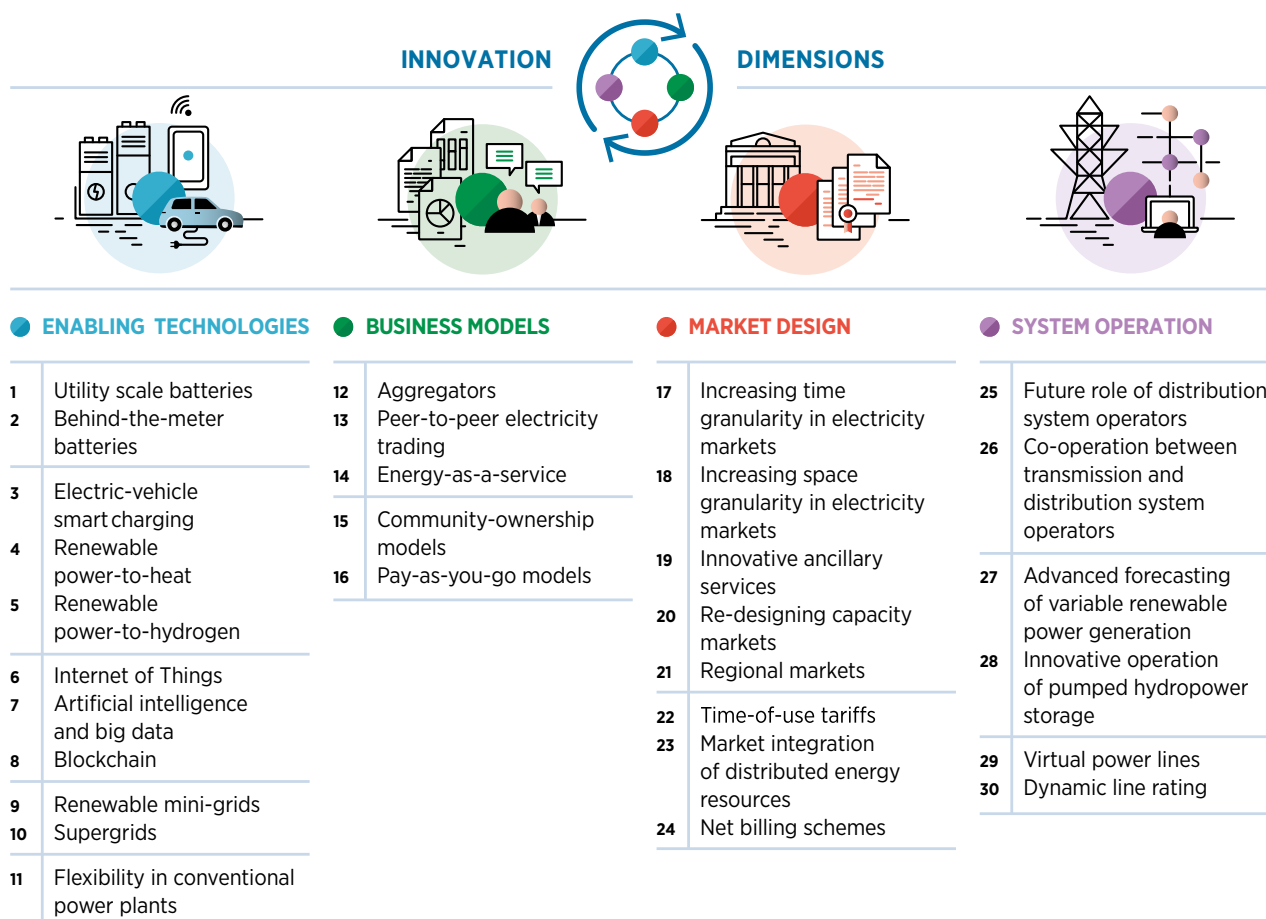 INNOVATION DIMENSIONS
ENABLING TECHNOLOGIES
1 Utility scale batteries
2 Behind-the-meter
batteries
3 Electric-vehicle
smart charging
4 Renewable
power-to-heat
5 Renewable
power-to-hydrogen
6 Internet of Things
7 Artificial intelligence
and big data
8 Blockchain
9 Renewable mini-grids
10 Supergrids
11 Flexibility in conventional
power plants
BUSINESS MODELS
12 Aggregators
13 Peer-to-peer electricity
trading
14 Energy-as-a-service
15 Community-ownership
models
16 Pay-as-you-go models
MARKET DESIGN
17 Increasing time
granularity in electricity
markets
18 Increasing space
granularity in electricity
markets
19 Innovative ancillary
services
20 Re-designing capacity
markets
21 Regional markets
22 Time-of-use tariffs
23 Market integration
of distributed energy
resources
24 Net billing schemes
SYSTEM OPERATION
25 Future role of distribution
system operators
26 Co-operation between
transmission and
distribution system
operators
27 Advanced forecasting
of variable renewable
power generation
28 Innovative operation
of pumped hydropower
storage
29 Virtual power lines
30 Dynamic line rating